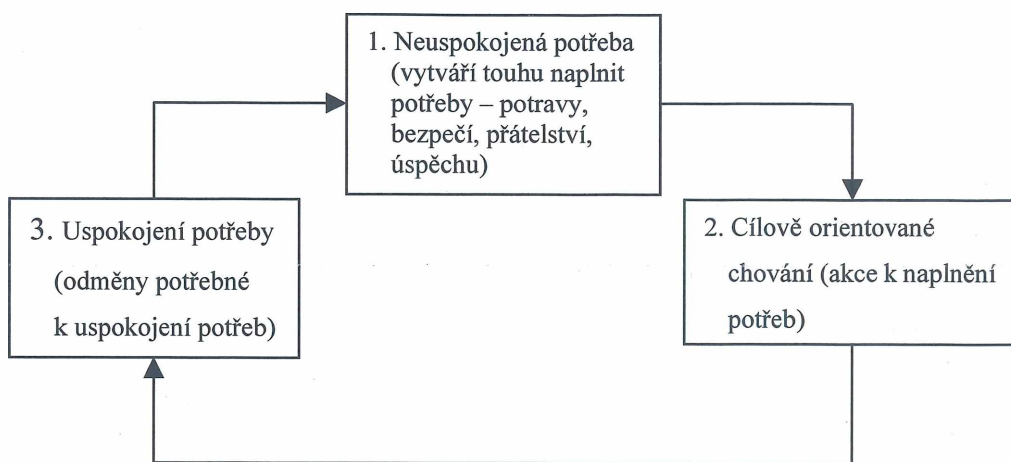 1. Neuspokojená potřeba
(vytváří touhu naplnit
potřeby – potravy,
bezpečí, přátelství,
úspěchu)
2. Cílově orientované
chování (akce k naplnění
potřeb)
3. Uspokojení potřeby
(odměny potřebné
k uspokojení potřeb)